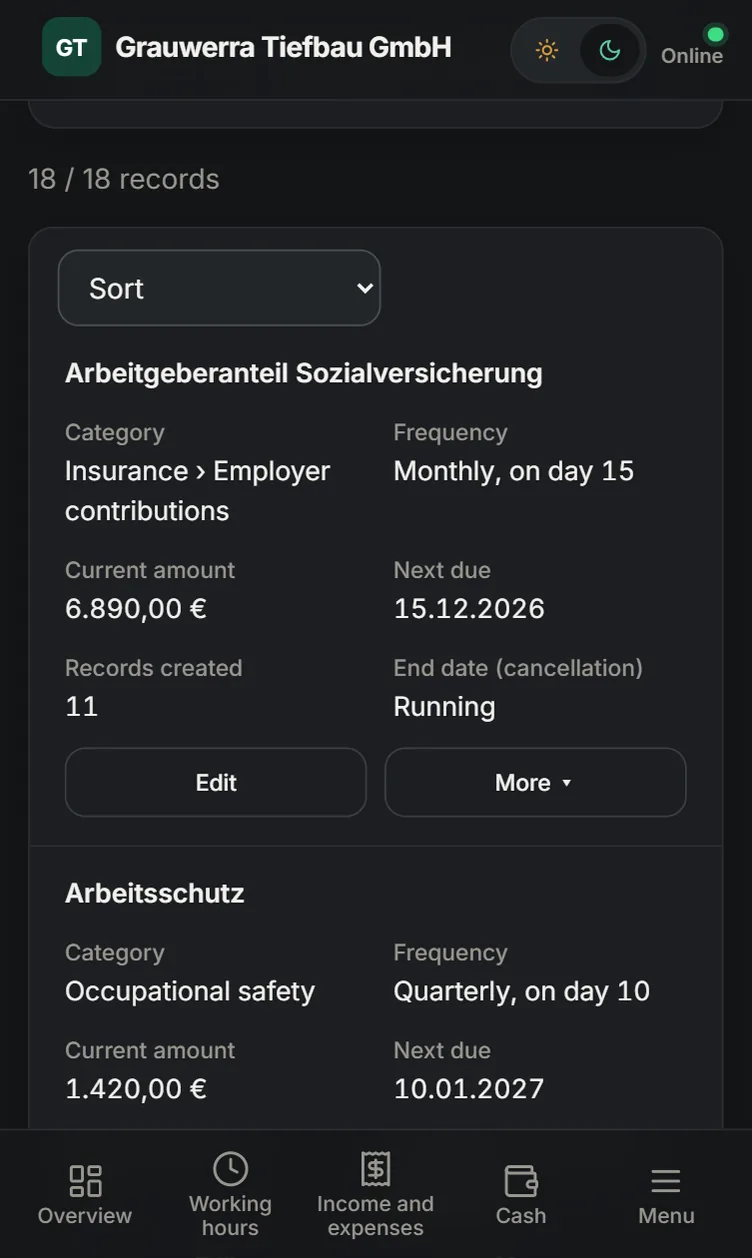 GT Grauwerra Tiefbau GmbH Online
18 / 18 records
Sort
Arbeitgeberanteil Sozialversicherung
Category Frequency
Insurance › Employer contributions Monthly, on day 15
Current amount Next due
6.890,00 € 15.12.2026
Records created End date (cancellation)
11 Running
Edit More ▾
Arbeitsschutz
Category Frequency
Occupational safety Quarterly, on day 10
Current amount Next due
1.420,00 € 10.01.2027
Overview Working hours Income and expenses Cash Menu